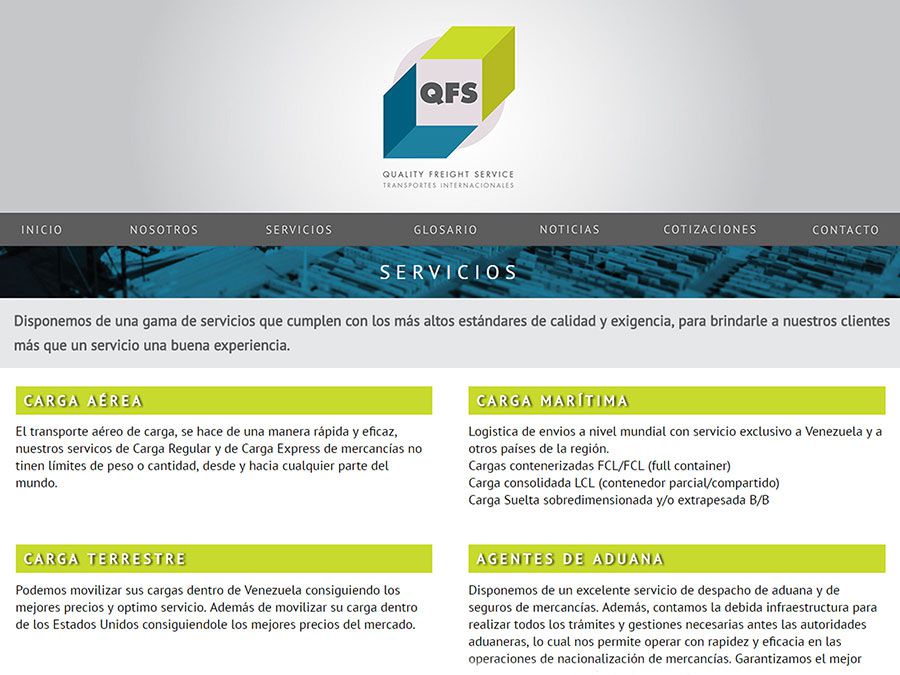 QFS
QUALITY FREIGHT SERVICE
TRANSPORTES INTERNACIONALES
INICIO NOSOTROS SERVICIOS GLOSARIO NOTICIAS COTIZACIONES CONTACTO
SERVICIOS
Disponemos de una gama de servicios que cumplen con los más altos estándares de calidad y exigencia, para brindarle a nuestros clientes
más que un servicio una buena experiencia.
CARGA AÉREA
El transporte aéreo de carga, se hace de una manera rápida y eficaz,
nuestros servicos de Carga Regular y de Carga Express de mercancías no
tinen límites de peso o cantidad, desde y hacia cualquier parte del
mundo.
CARGA MARÍTIMA
Logistica de envios a nivel mundial con servicio exclusivo a Venezuela y a
otros países de la región.
Cargas contenerizadas FCL/FCL (full container)
Carga consolidada LCL (contenedor parcial/compartido)
Carga Suelta sobredimensionada y/o extrapesada B/B
CARGA TERRESTRE
Podemos movilizar sus cargas dentro de Venezuela consiguiendo los
mejores precios y optimo servicio. Además de movilizar su carga dentro
de los Estados Unidos consiguiendole los mejores precios del mercado.
AGENTES DE ADUANA
Disponemos de un excelente servicio de despacho de aduana y de
seguros de mercancías. Además, contamos la debida infraestructura para
realizar todos los trámites y gestiones necesarias antes las autoridades
aduaneras, lo cual nos permite operar con rapidez y eficacia en las
operaciones de nacionalización de mercancías. Garantizamos el mejor